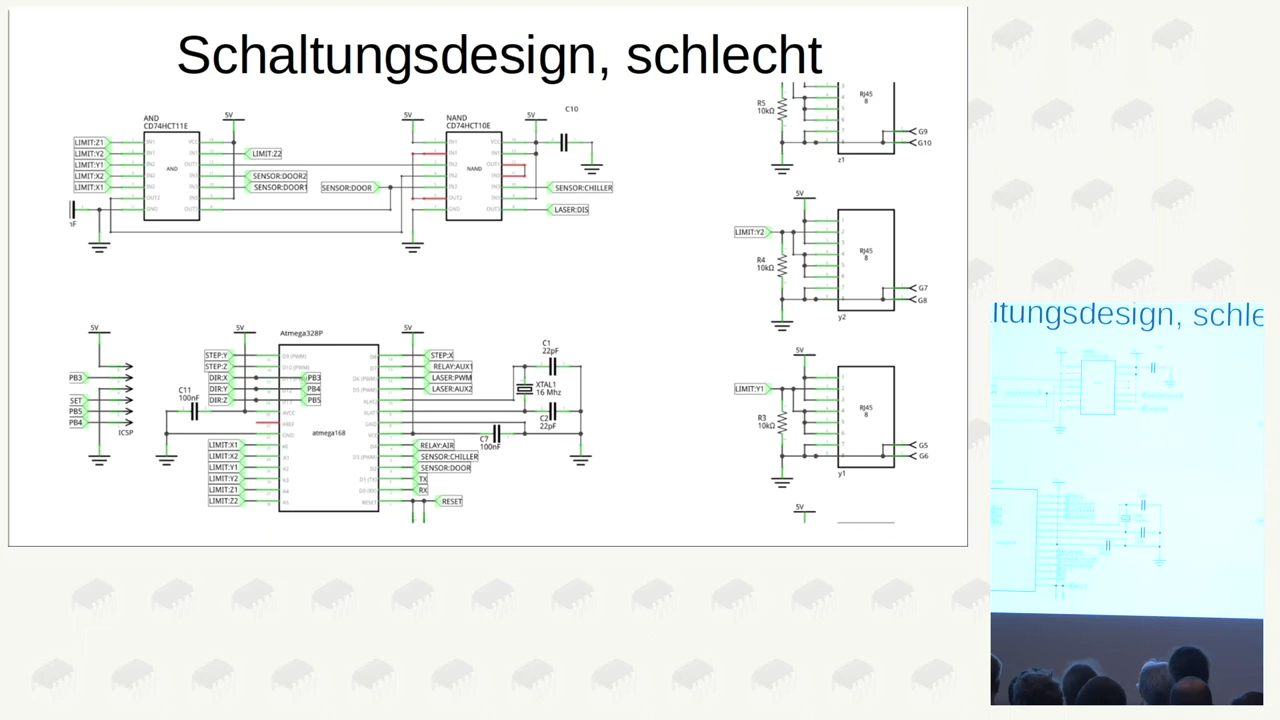 Schaltungsdesign, schlecht
AND
CD74HCT11E
5V
LIMIT:Z1
LIMIT:Y2
LIMIT:Y1
LIMIT:X2
LIMIT:X1
AND
LIMIT:Z2
SENSOR:DOOR2
SENSOR:DOOR1
SENSOR:DOOR
5V
NAND
CD74HCT10E
5V
C10
NAND
SENSOR:CHILLER
LASER:DIS
R5
10kΩ
RJ45
8
G9
G10
z1
5V
LIMIT:Y2
R4
10kΩ
RJ45
8
G7
G8
y2
5V
LIMIT:Y1
R3
10kΩ
RJ45
8
G5
G6
y1
5V
5V
PB3
SET
PB5
PB4
ICSP
C11
100nF
5V
Atmega328P
5V
STEP:Y
STEP:Z
DIR:X
DIR:Y
DIR:Z
PB3
PB4
PB5
atmega168
LIMIT:X1
LIMIT:X2
LIMIT:Y1
LIMIT:Y2
LIMIT:Z1
LIMIT:Z2
STEP:X
RELAY:AUX1
LASER:PWM
LASER:AUX2
RELAY:AIR
SENSOR:CHILLER
SENSOR:DOOR
TX
RX
RESET
C1
22pF
XTAL1
16 Mhz
C2
22pF
C7
100nF
ltungsdesign, schle